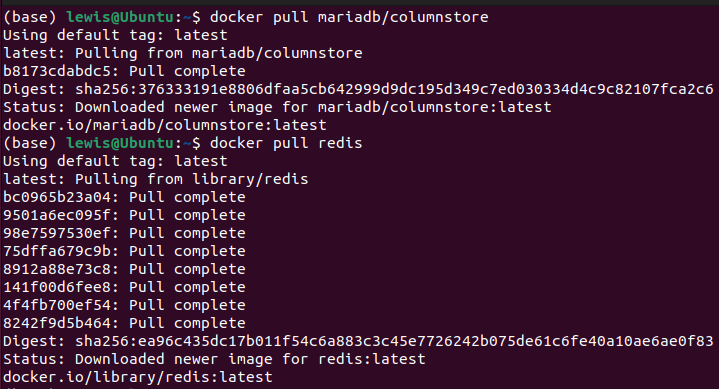 (base) lewis@Ubuntu:~$ docker pull mariadb/columnstore
Using default tag: latest
latest: Pulling from mariadb/columnstore
b8173cdabdc5: Pull complete
Digest: sha256:376333191e8806dfaa5cb642999d9dc195d349c7ed030334d4c9c82107fca2c6
Status: Downloaded newer image for mariadb/columnstore:latest
docker.io/mariadb/columnstore:latest
(base) lewis@Ubuntu:~$ docker pull redis
Using default tag: latest
latest: Pulling from library/redis
bc0965b23a04: Pull complete
9501a6ec095f: Pull complete
98e7597530ef: Pull complete
75dffa679c9b: Pull complete
8912a88e73c8: Pull complete
141f00d6fee8: Pull complete
4f4fb700ef54: Pull complete
8242f9d5b464: Pull complete
Digest: sha256:ea96c435dc17b011f54c6a883c3c45e7726242b075de61c6fe40a10ae6ae0f83
Status: Downloaded newer image for redis:latest
docker.io/library/redis:latest